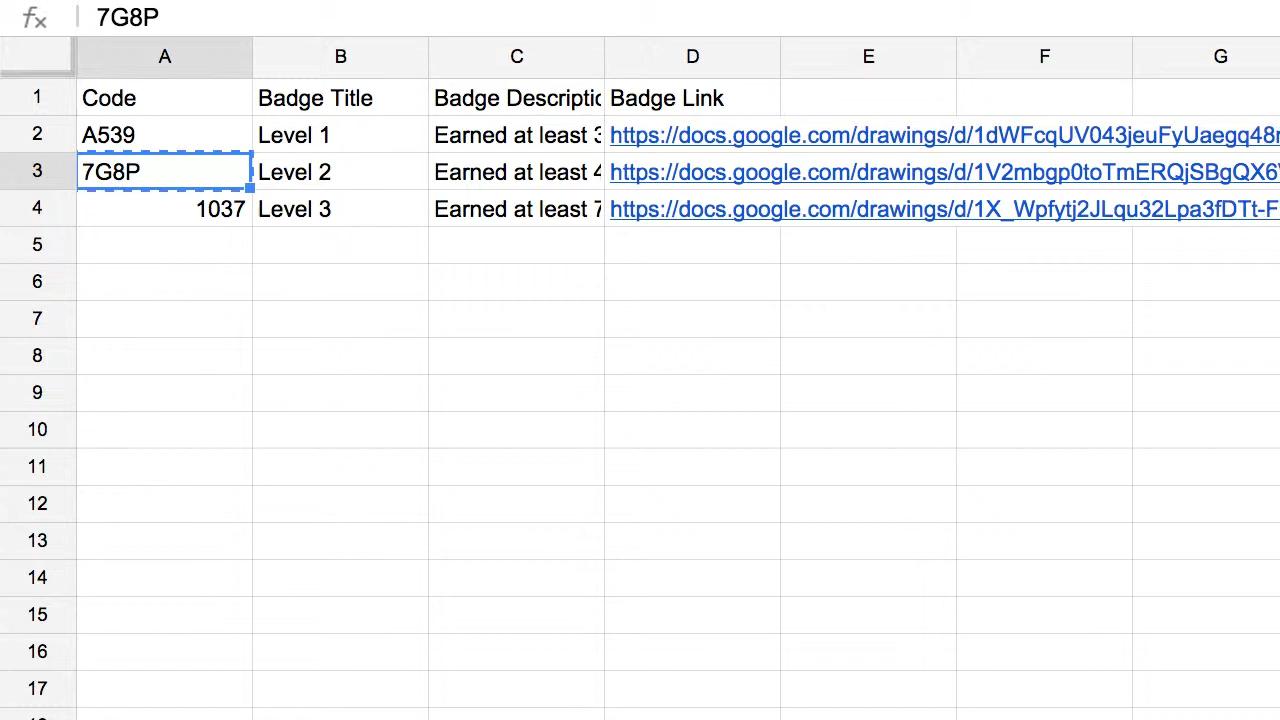 fx 7G8P
A B C D E F G
1 Code Badge Title Badge Descriptio Badge Link
2 A539 Level 1 Earned at least 3 https://docs.google.com/drawings/d/1dWFcqUV043jeuFyUaegq48r
3 7G8P Level 2 Earned at least 4 https://docs.google.com/drawings/d/1V2mbgp0toTmERQjSBgQX6V
4 1037 Level 3 Earned at least 7 https://docs.google.com/drawings/d/1X_Wpfytj2JLqu32Lpa3fDTt-F
5
6
7
8
9
10
11
12
13
14
15
16
17